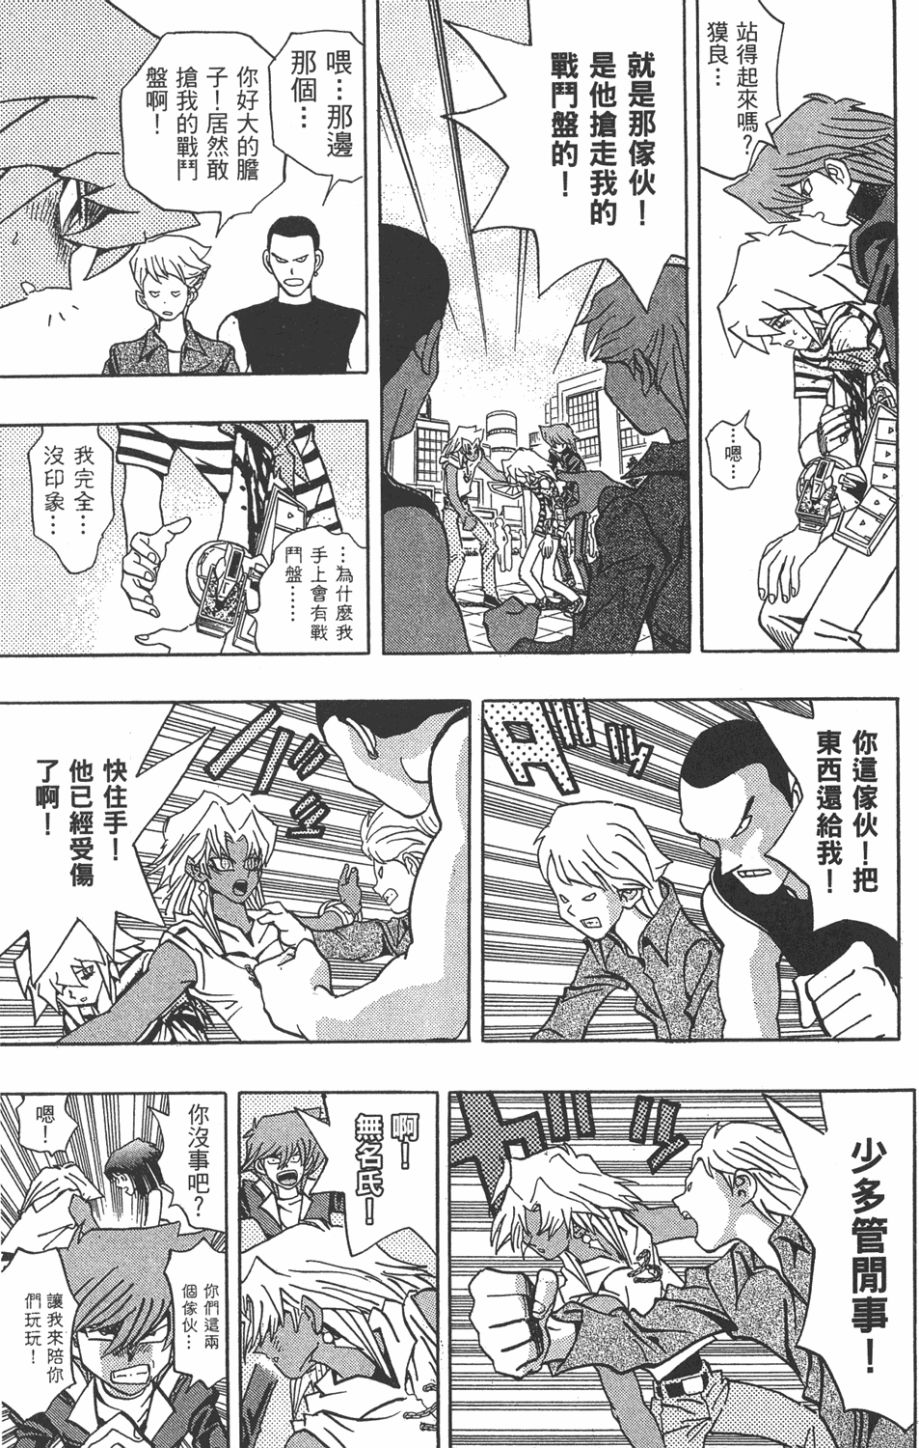 站得起來嗎?
獏良…
…嗯…
就是那傢伙!
是他搶走我的
戰鬥盤的!
喂…那邊
那個…
你好大的膽
子!居然敢
搶我的戰鬥
盤啊!
…為什麼我
手上會有戰
鬥盤……
我完全…
沒印象…
你這傢伙!把
東西還給我!
快住手!
他已經受傷
了啊!
少多管閒事!
啊!
無名氏!
你沒事吧?
嗯!
你們這兩
個傢伙…
讓我來陪你
們玩玩!